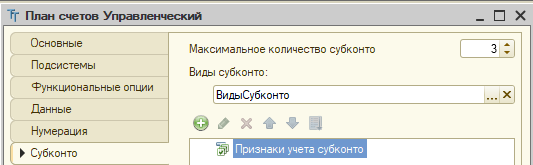 План счетов Управленческий
Основные
Подсистемы
Функциональные опции
Данные
Нумерация
Субконто
Максимальное количество субконто
3
Виды субконто:
ВидыСубконто
... x
Признаки учета субконто